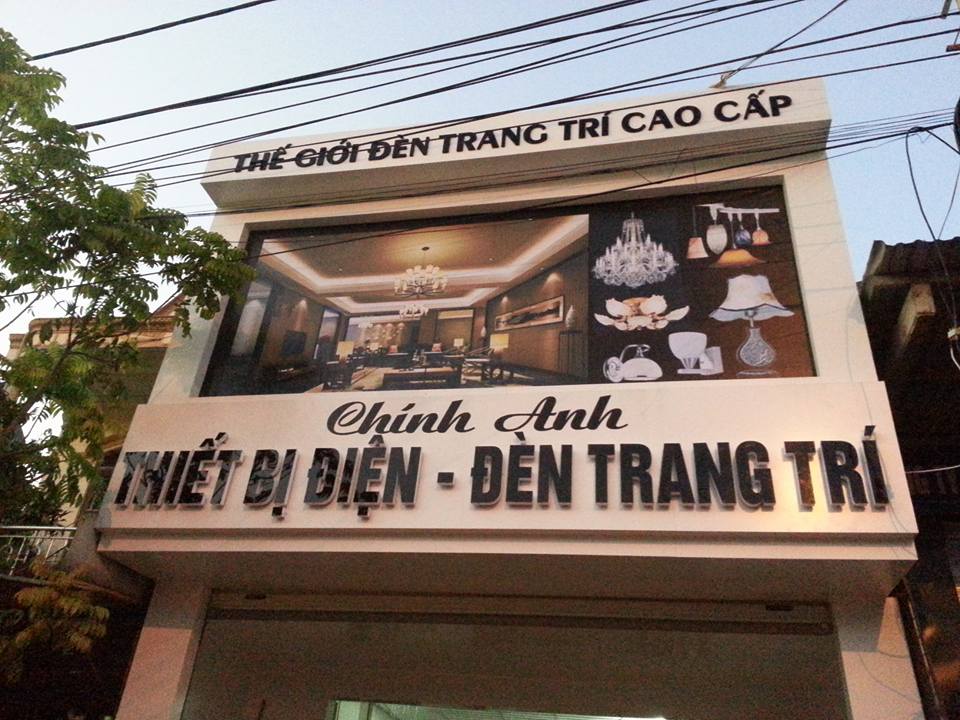 THẾ GIỚI ĐÈN TRANG TRÍ CAO CẤP
Chính Anh
THIẾT BỊ ĐIỆN - ĐÈN TRANG TRÍ